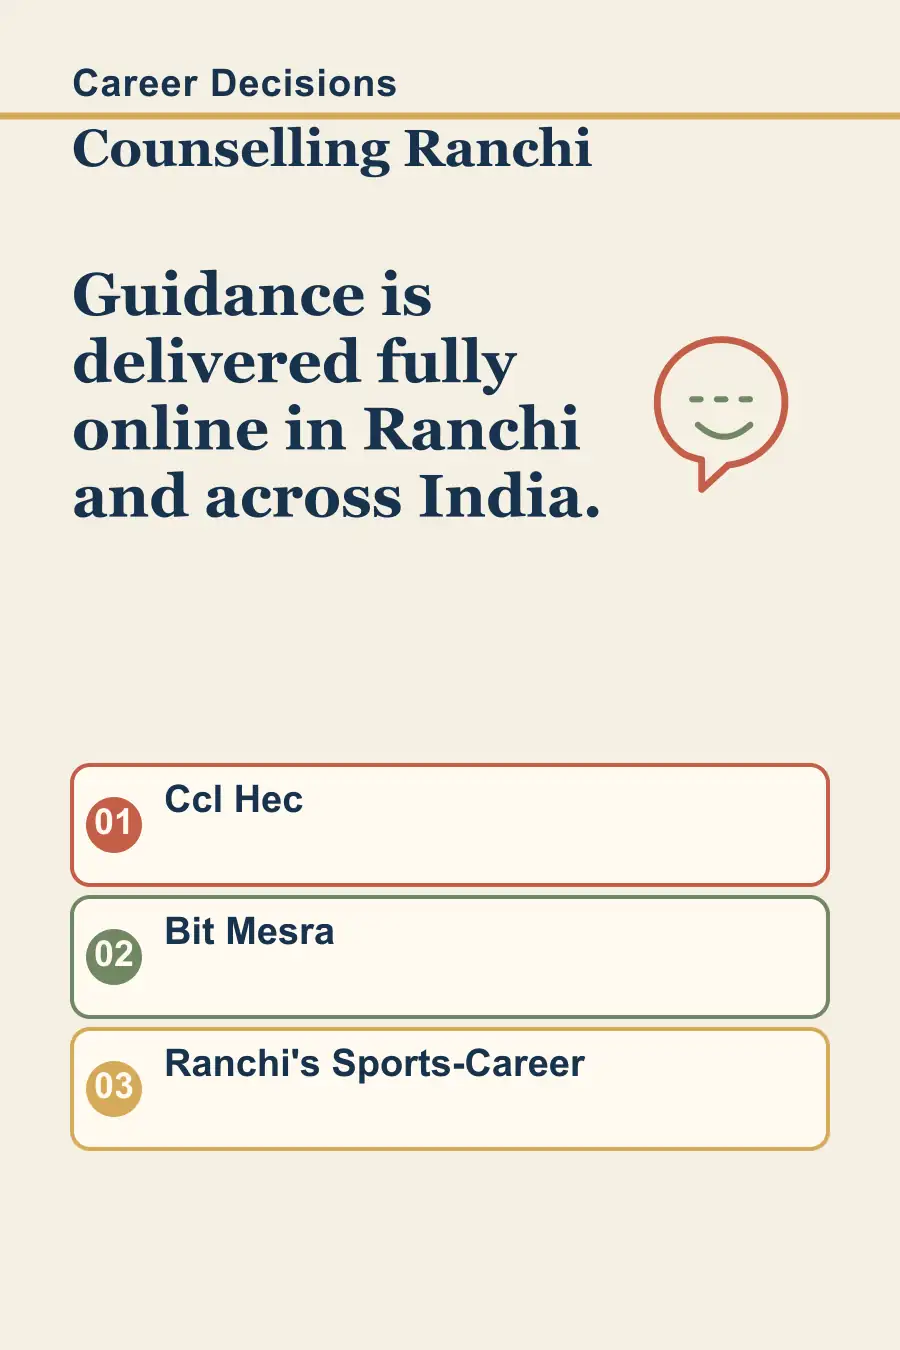 Career Decisions
Counselling Ranchi
Guidance is
delivered fully
online in Ranchi
and across India.
01
Ccl Hec
02
Bit Mesra
03
Ranchi's Sports-Career